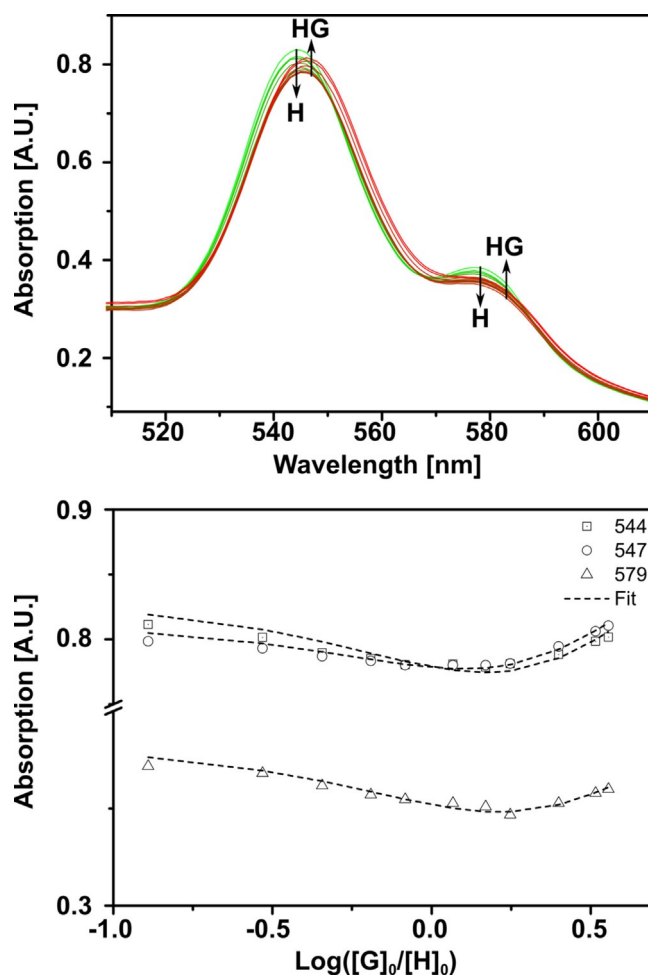 HG
0.8
H
0.6
Absorption [A.U.]
0.4
HG
H
0.2
520 540 560 580 600
Wavelength [nm]
0.9
544
547
579
Fit
0.8
Absorption [A.U.]
0.3
-1.0 -0.5 0.0 0.5
Log([G]₀/[H]₀)